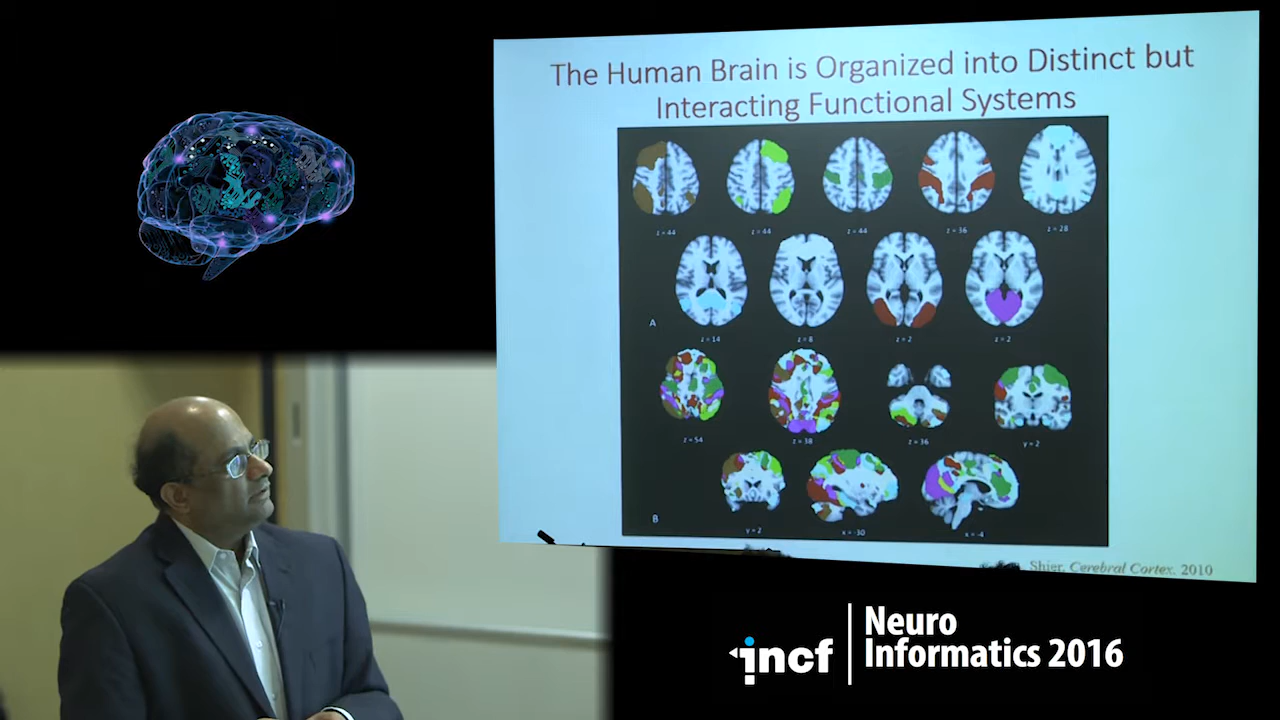 The Human Brain is Organized into Distinct but
Interacting Functional Systems
z = 44
z = 44
z = 44
z = 36
z = 28
A
z = 14
z = 8
z = 2
z = 2
z = 54
z = 38
z = 36
y = 2
B
y = 2
x = -30
x = -4
Shier, Cerebral Cortex. 2010
incf
Neuro
Informatics 2016